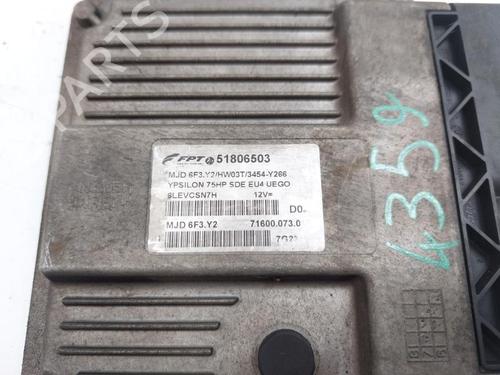 PARTS
FPT 51806503
MJD 6F3.Y2/HW03T/3454-Y266
YPSILON 75HP SDE EU4 UEGO
12V=
D0
MJD 6F3.Y2 71600.073.0
4359